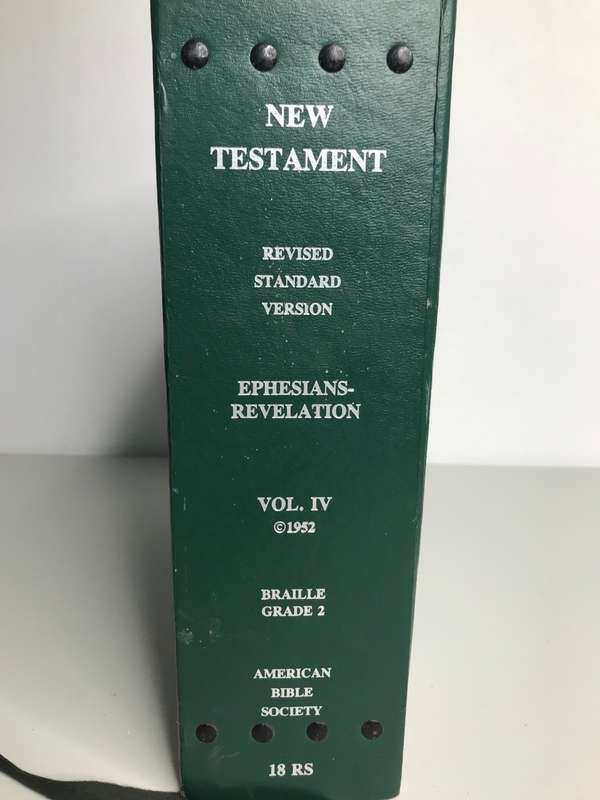 NEW
TESTAMENT
REVISED
STANDARD
VERSION
EPHESIANS-
REVELATION
VOL. IV
©1952
BRAILLE
GRADE 2
AMERICAN
BIBLE
SOCIETY
18 RS